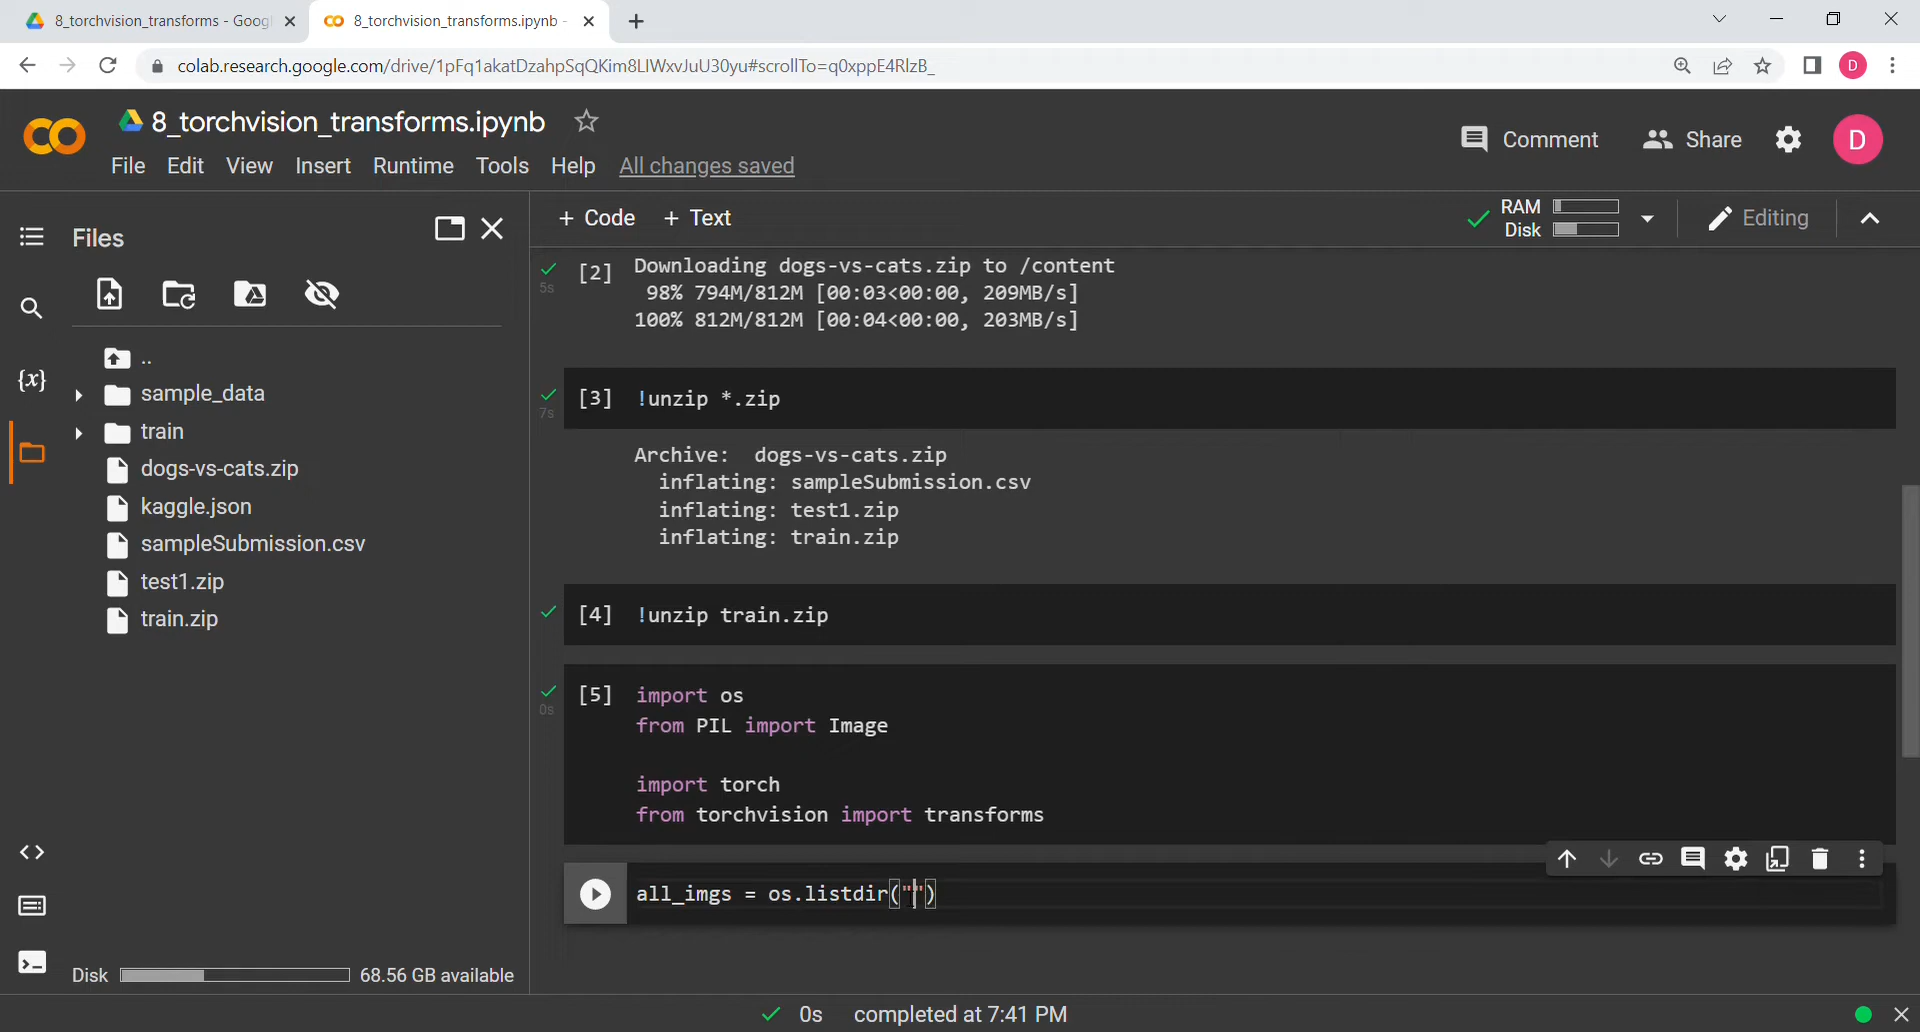 8_torchvision_transforms - Goog
8_torchvision_transforms.ipynb -
colab.research.google.com/drive/1pFq1akatDzahpSqQKim8LIWxvJuU30yu#scrollTo=q0xppE4RlzB_
D
8_torchvision_transforms.ipynb
Comment
Share
D
File Edit View Insert Runtime Tools Help All changes saved
Files
+ Code + Text
RAM
Disk
Editing
..
sample_data
train
dogs-vs-cats.zip
kaggle.json
sampleSubmission.csv
test1.zip
train.zip
{x}
Disk 68.56 GB available
[2] Downloading dogs-vs-cats.zip to /content
5s
98% 794M/812M [00:03<00:00, 209MB/s]
100% 812M/812M [00:04<00:00, 203MB/s]
[3] !unzip *.zip
7s
Archive: dogs-vs-cats.zip
inflating: sampleSubmission.csv
inflating: test1.zip
inflating: train.zip
[4] !unzip train.zip
[5] import os
0s
from PIL import Image
import torch
from torchvision import transforms
all_imgs = os.listdir("")
0s completed at 7:41 PM